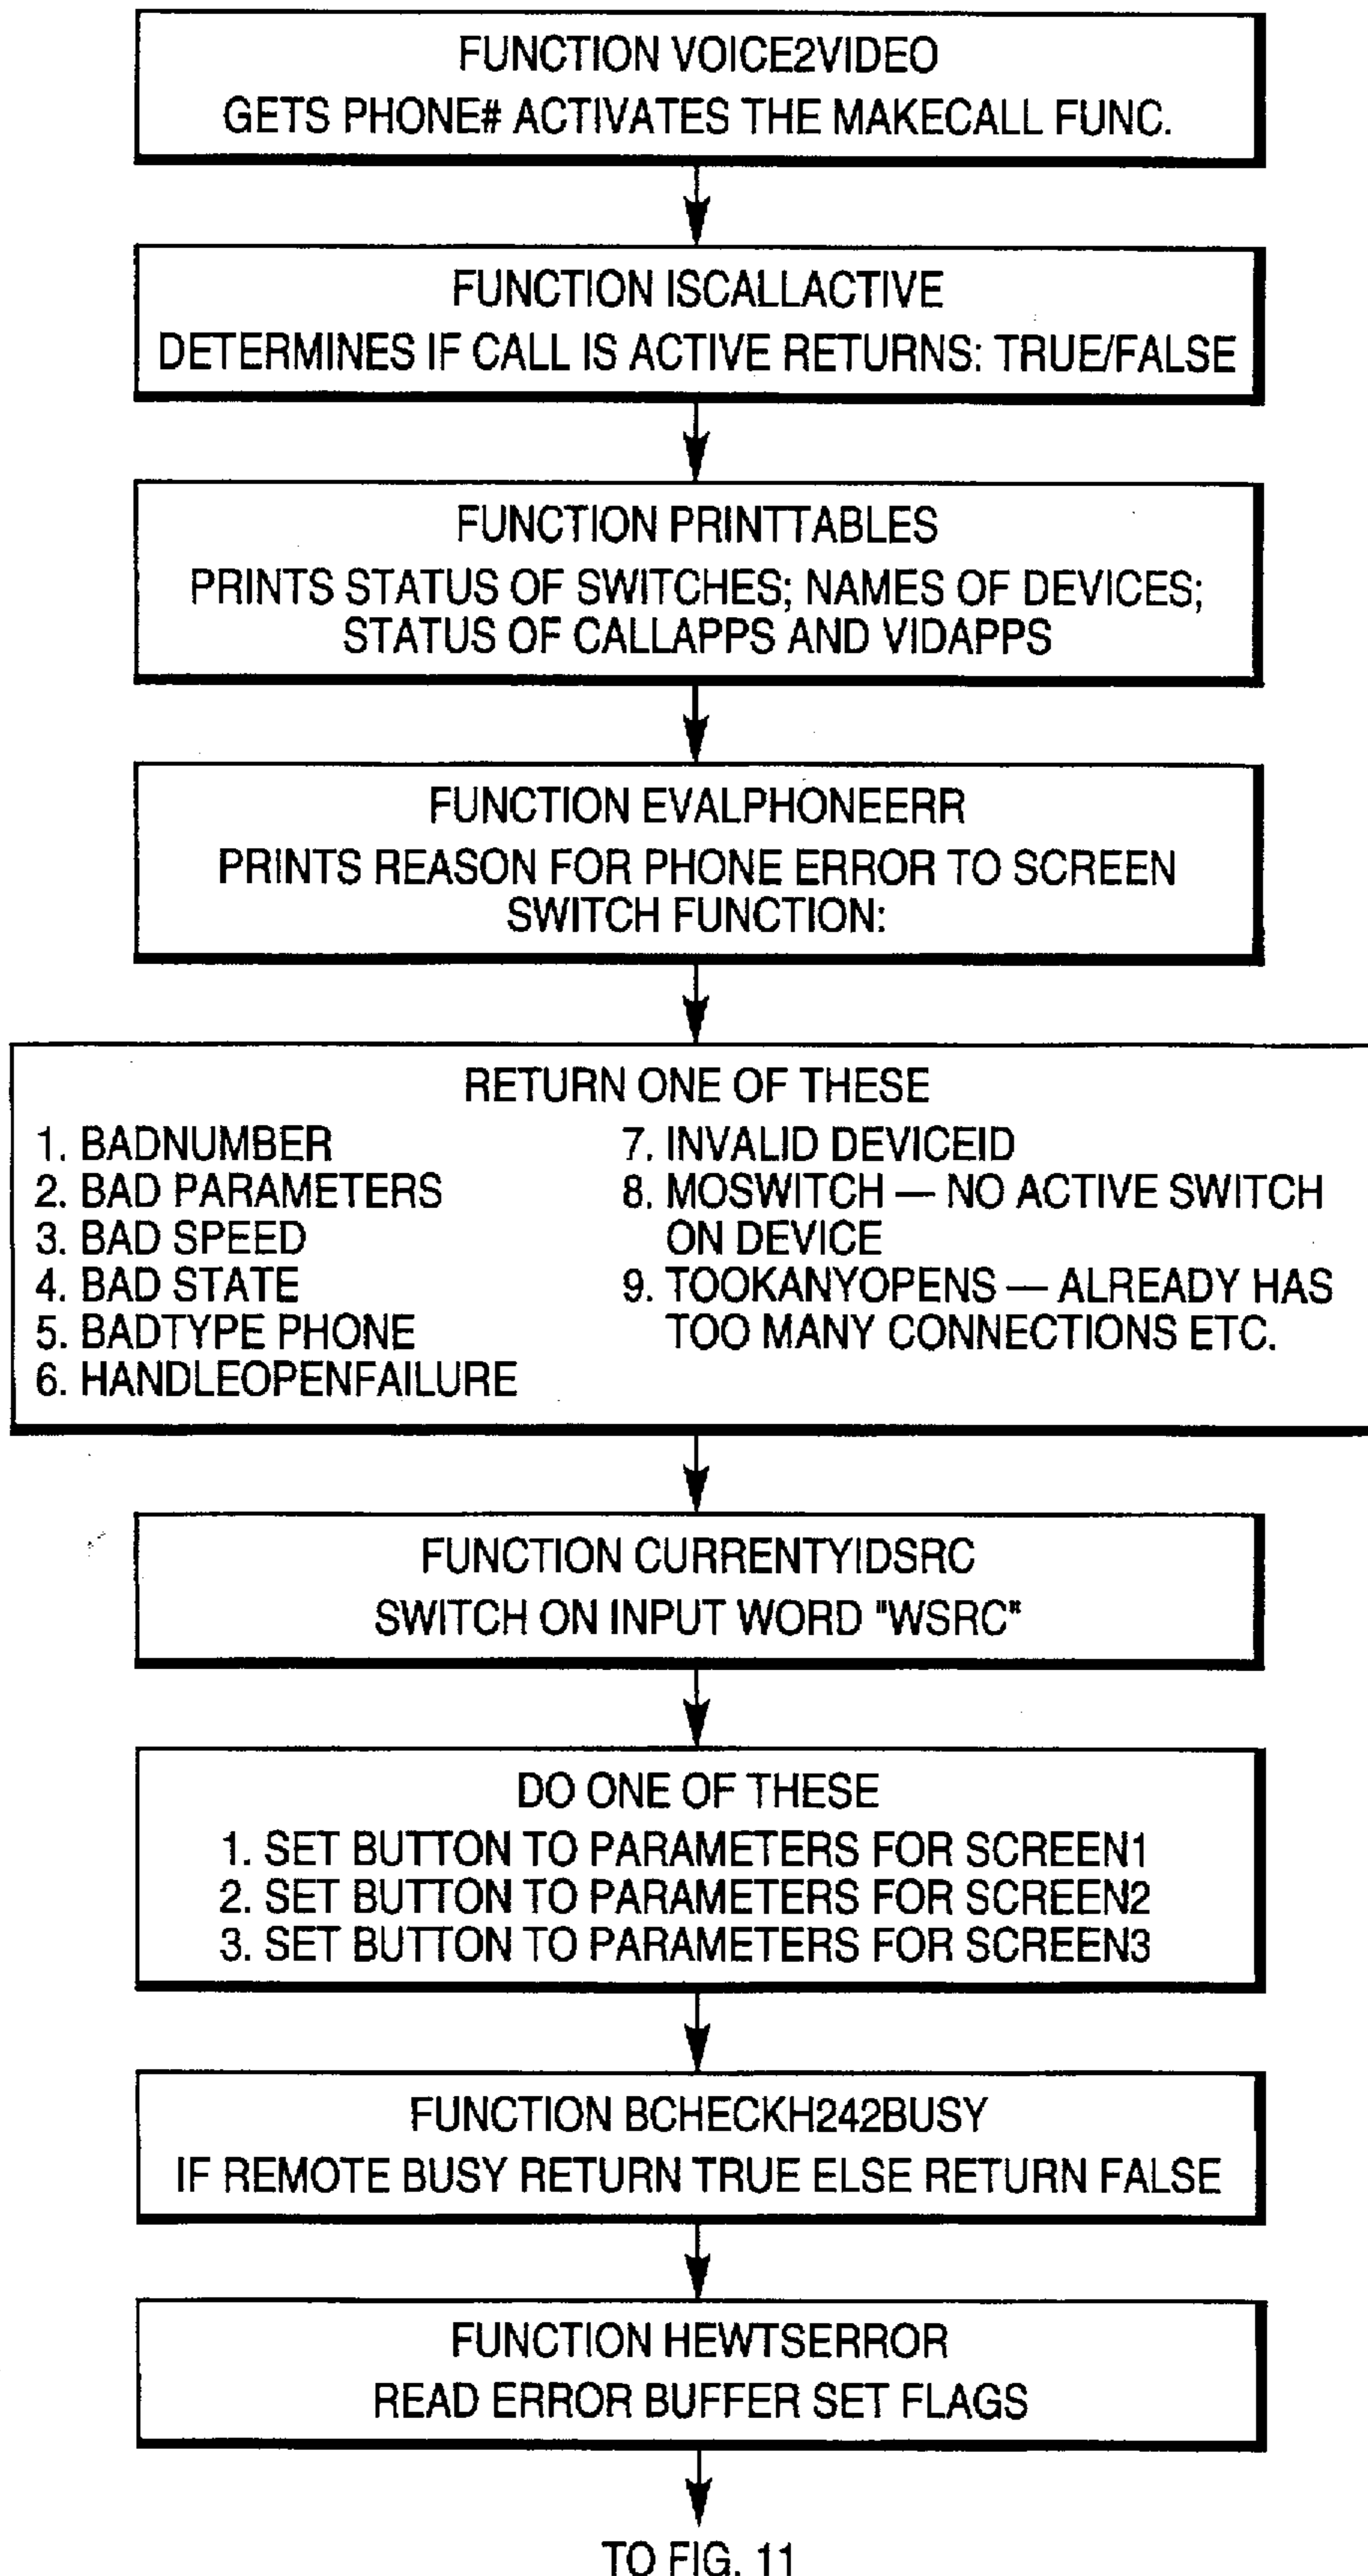 FUNCTION VOICE2VIDEO
GETS PHONE# ACTIVATES THE MAKECALL FUNC.
FUNCTION ISCALLACTIVE
DETERMINES IF CALL IS ACTIVE RETURNS: TRUE/FALSE
FUNCTION PRINTTABLES
PRINTS STATUS OF SWITCHES; NAMES OF DEVICES;
STATUS OF CALLAPPS AND VIDAPPS
FUNCTION EVALPHONEERR
PRINTS REASON FOR PHONE ERROR TO SCREEN
SWITCH FUNCTION:
RETURN ONE OF THESE
1. BADNUMBER
2. BAD PARAMETERS
3. BAD SPEED
4. BAD STATE
5. BADTYPE PHONE
6. HANDLEOPENFAILURE
7. INVALID DEVICEID
8. MOSWITCH — NO ACTIVE SWITCH
ON DEVICE
9. TOOKANYOPENS — ALREADY HAS
TOO MANY CONNECTIONS ETC.
FUNCTION CURRENTYIDSRC
SWITCH ON INPUT WORD "WSRC"
DO ONE OF THESE
1. SET BUTTON TO PARAMETERS FOR SCREEN1
2. SET BUTTON TO PARAMETERS FOR SCREEN2
3. SET BUTTON TO PARAMETERS FOR SCREEN3
FUNCTION BCHECKH242BUSY
IF REMOTE BUSY RETURN TRUE ELSE RETURN FALSE
FUNCTION HEWTSERROR
READ ERROR BUFFER SET FLAGS
TO FIG. 11